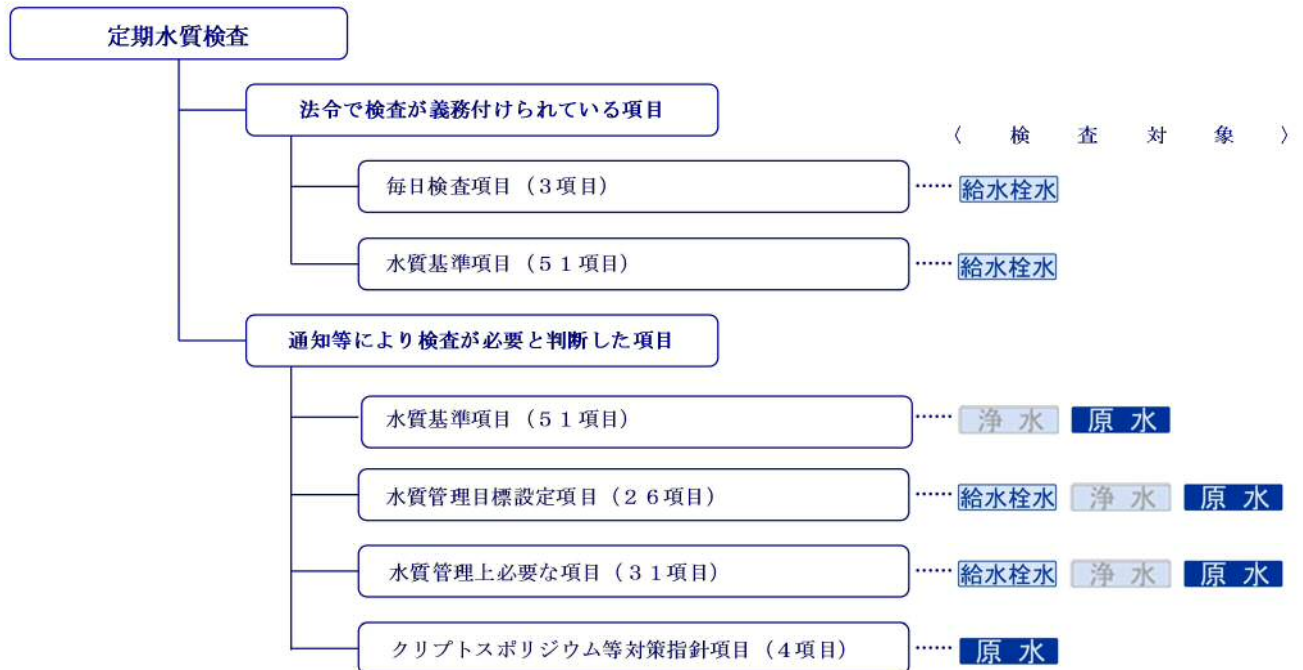 定期水質検査
法令で検査が義務付けられている項目
〈 検 査 対 象 〉
毎日検査項目（3項目） ……給水栓水
水質基準項目（５１項目） ……給水栓水
通知等により検査が必要と判断した項目
水質基準項目（５１項目） ……浄 水 原 水
水質管理目標設定項目（２６項目） ……給水栓水 浄 水 原 水
水質管理上必要な項目（３１項目） ……給水栓水 浄 水 原 水
クリプトスポリジウム等対策指針項目（４項目） ……原 水